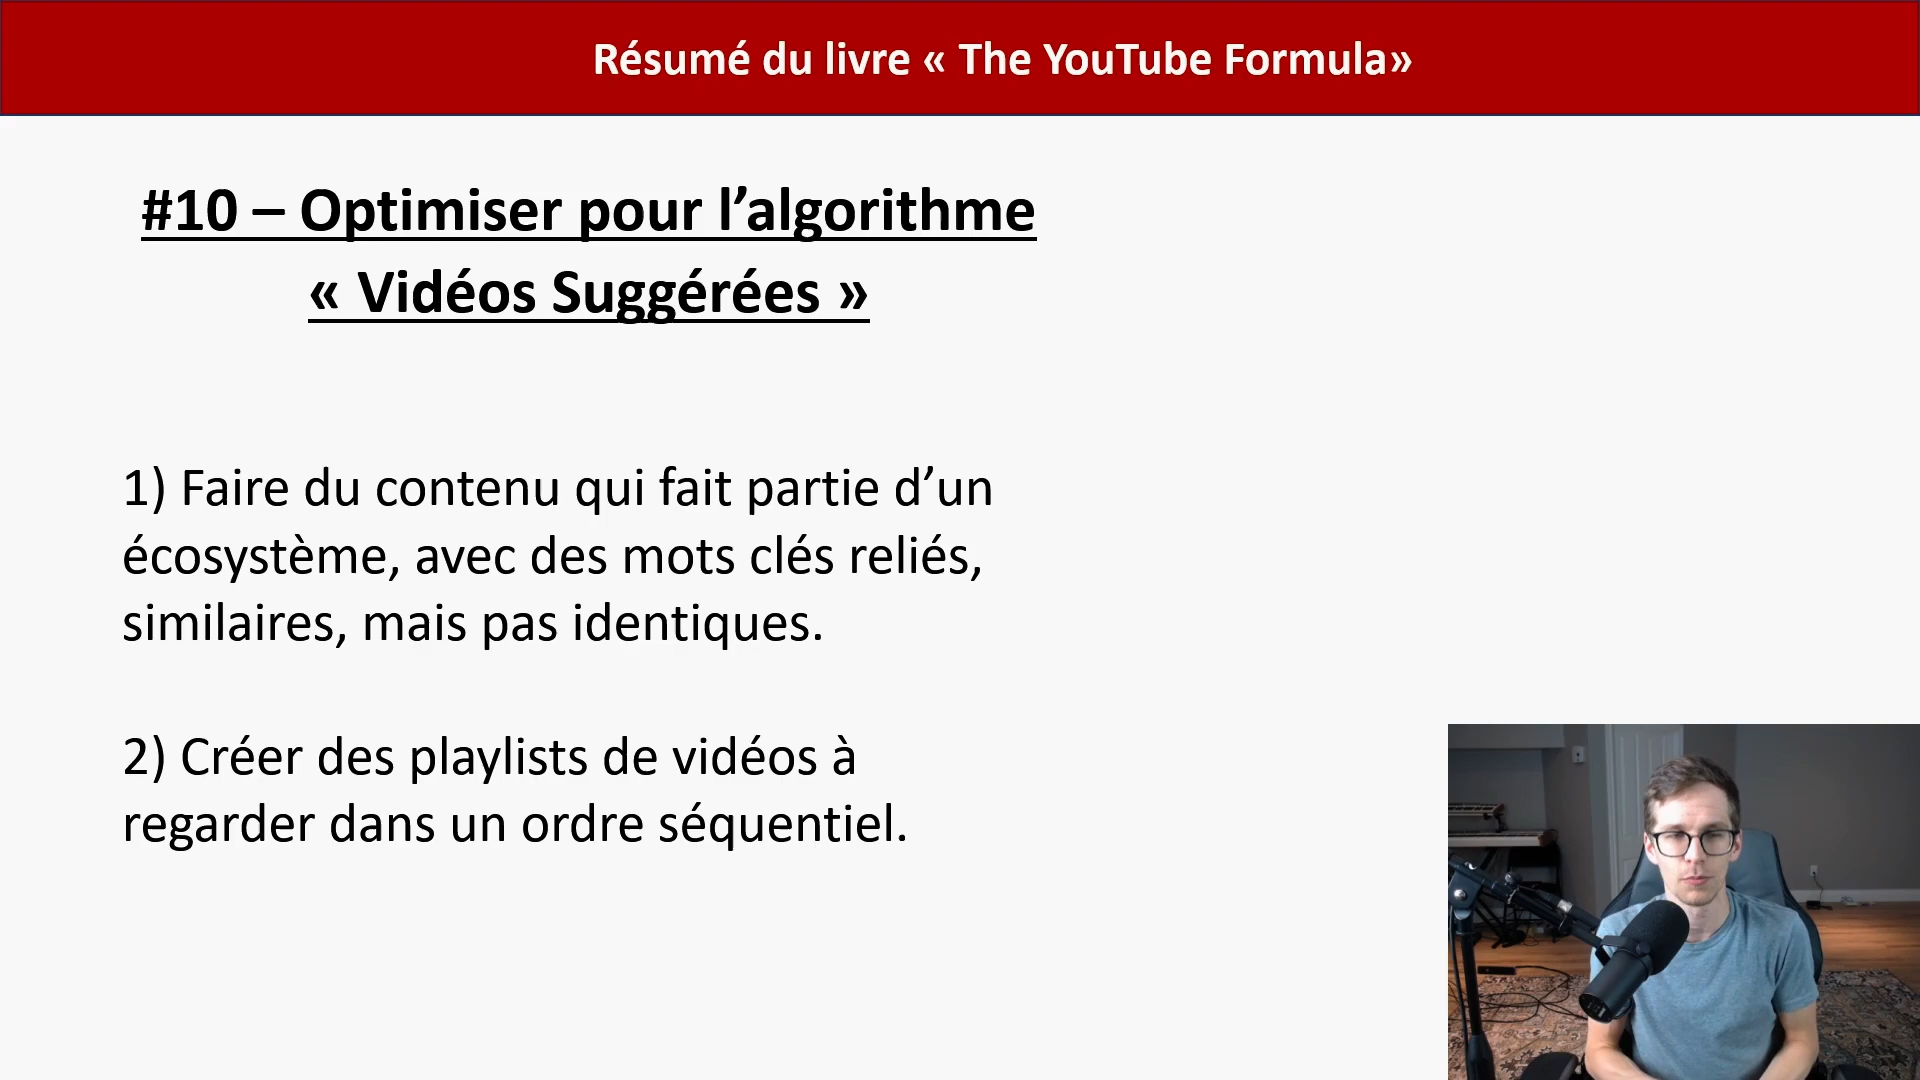 Résumé du livre « The YouTube Formula»
#10 – Optimiser pour l’algorithme
« Vidéos Suggérées »
1) Faire du contenu qui fait partie d’un
écosystème, avec des mots clés reliés,
similaires, mais pas identiques.
2) Créer des playlists de vidéos à
regarder dans un ordre séquentiel.